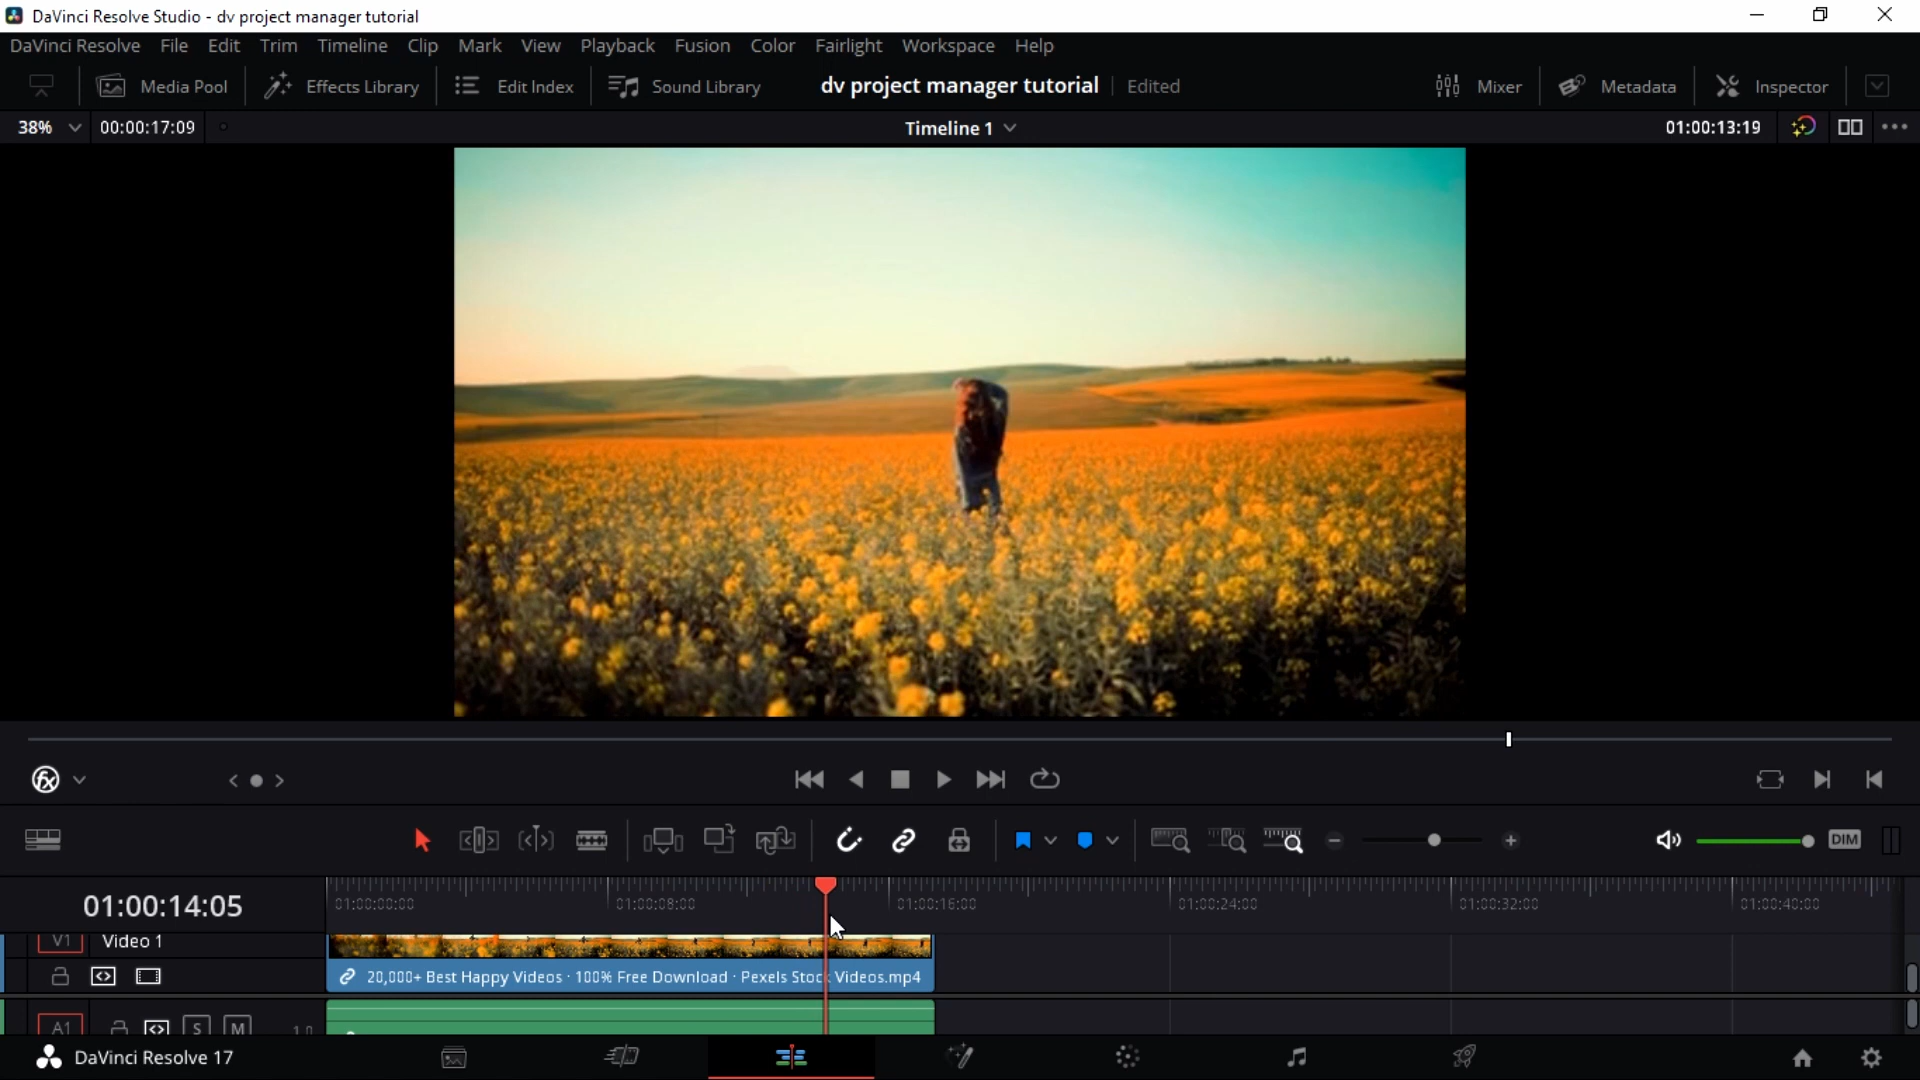 DaVinci Resolve Studio - dv project manager tutorial
DaVinci Resolve File Edit Trim Timeline Clip Mark View Playback Fusion Color Fairlight Workspace Help
Media Pool Effects Library Edit Index Sound Library dv project manager tutorial Edited Mixer Metadata Inspector
38% 00:00:17:09 Timeline 1 01:00:13:19
DIM
01:00:14:05 01:00:00:00 01:00:08:00 01:00:16:00 01:00:24:00 01:00:32:00 01:00:40:00
V1 Video 1
20,000+ Best Happy Videos · 100% Free Download · Pexels Stock Videos.mp4
A1 S M 1.0
DaVinci Resolve 17